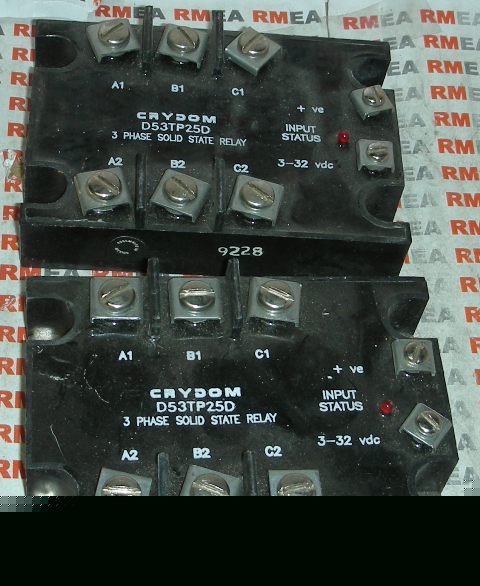 A1 B1 C1
+ ve
CRYDOM
D53TP25D
3 PHASE SOLID STATE RELAY
INPUT
STATUS
3-32 vdc
A2 B2 C2
9228
A1 B1 C1
+ ve
CRYDOM
D53TP25D
3 PHASE SOLID STATE RELAY
INPUT
STATUS
3-32 vdc
A2 B2 C2
RMEA